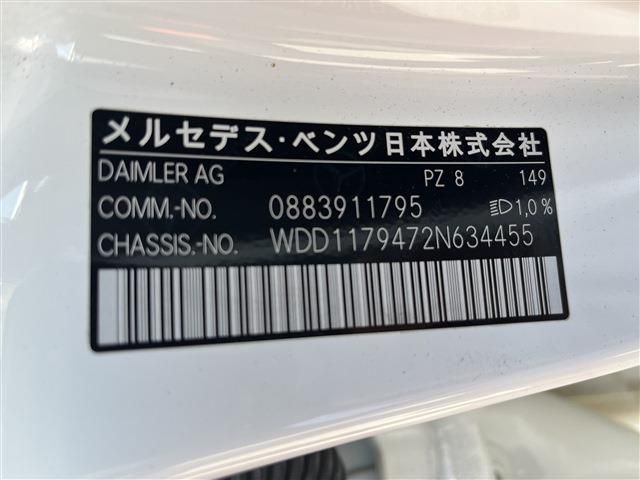 メルセデス・ベンツ日本株式会社
DAIMLER AG PZ 8 149
COMM.-NO. 0883911795 1,0 %
CHASSIS.-NO. WDD1179472N634455